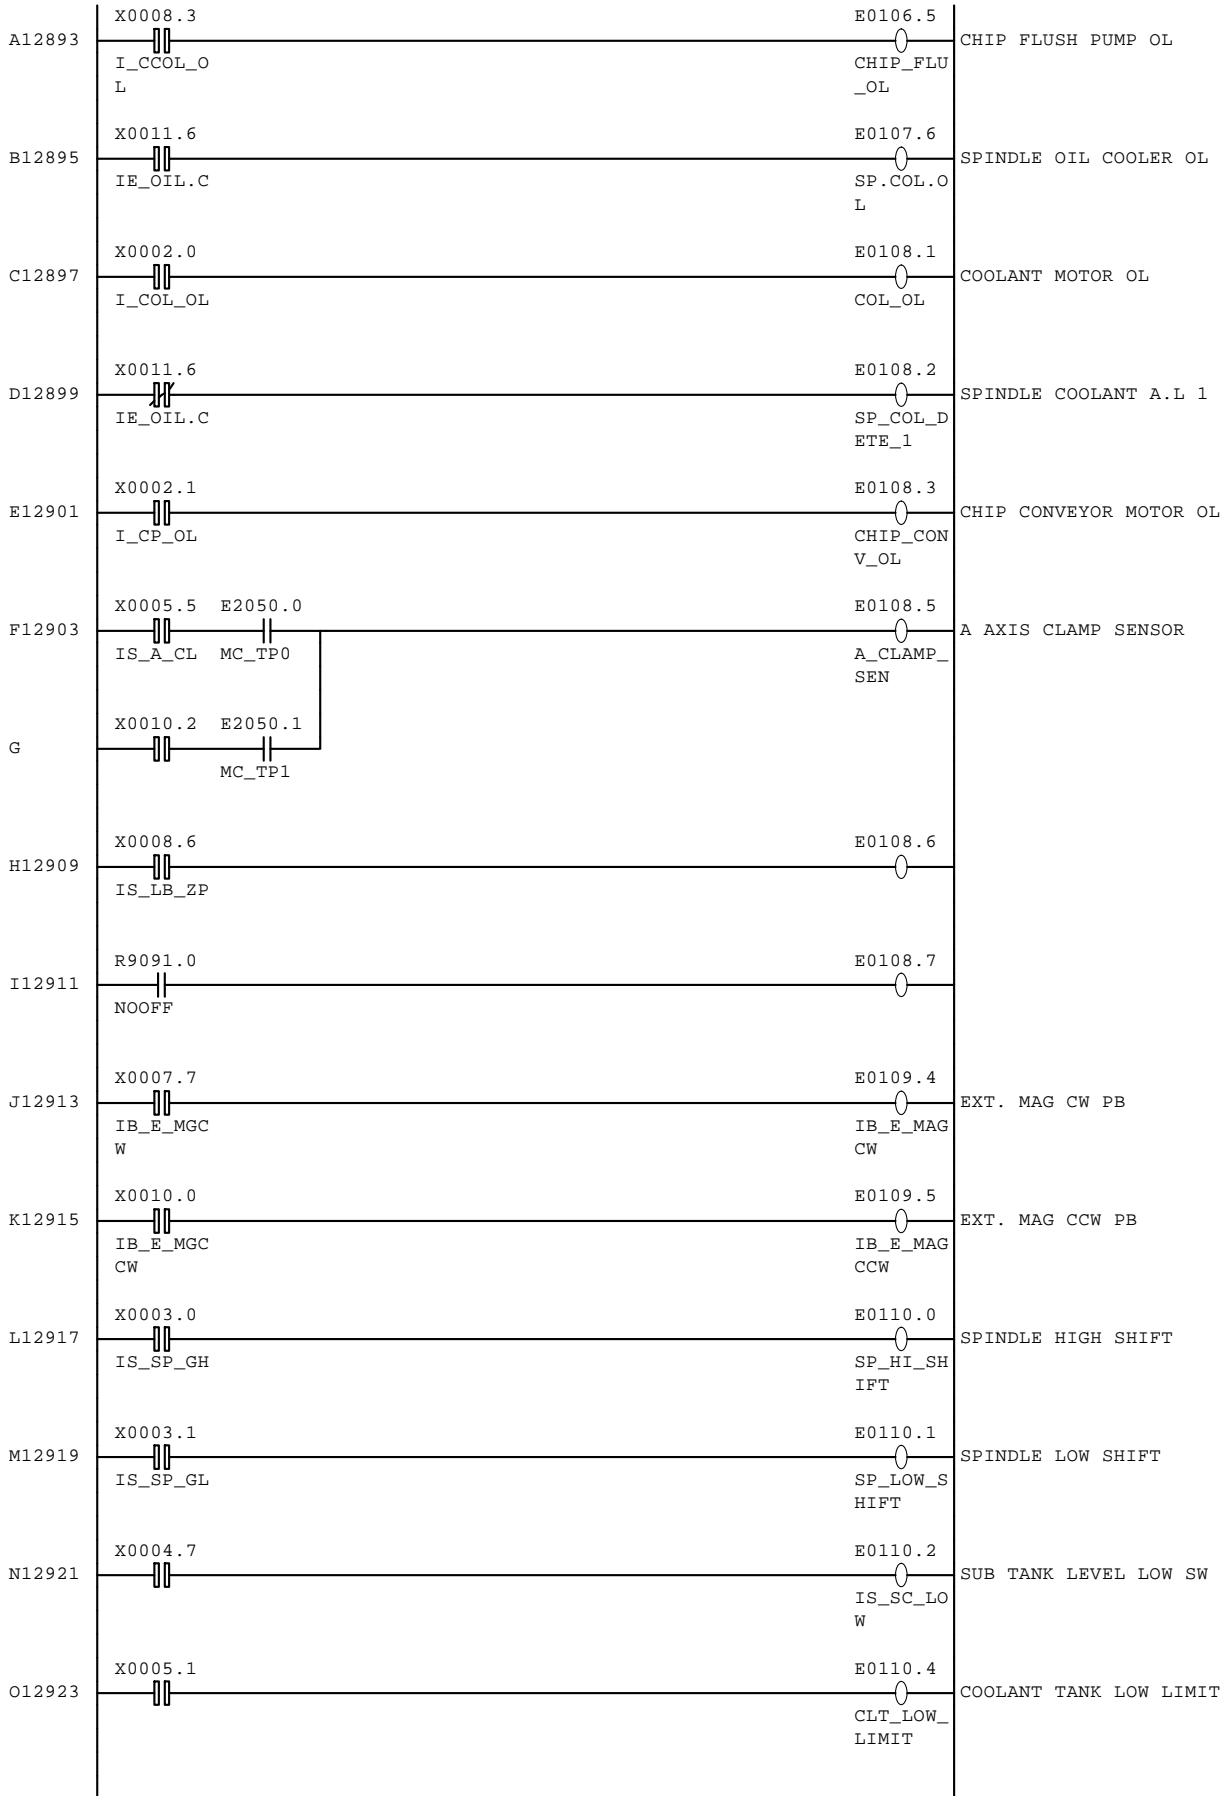 X0008.3 E0106.5
A12893 CHIP FLUSH PUMP OL
I_CCOL_O CHIP_FLU
L _OL
X0011.6 E0107.6
B12895 SPINDLE OIL COOLER OL
IE_OIL.C SP.COL.O
L
X0002.0 E0108.1
C12897 COOLANT MOTOR OL
I_COL_OL COL_OL
X0011.6 E0108.2
D12899 SPINDLE COOLANT A.L 1
IE_OIL.C SP_COL_D
ETE_1
X0002.1 E0108.3
E12901 CHIP CONVEYOR MOTOR OL
I_CP_OL CHIP_CON
V_OL
X0005.5 E2050.0 E0108.5
F12903 A AXIS CLAMP SENSOR
IS_A_CL MC_TP0 A_CLAMP_
SEN
X0010.2 E2050.1
G
MC_TP1
X0008.6 E0108.6
H12909
IS_LB_ZP
R9091.0 E0108.7
I12911
NOOFF
X0007.7 E0109.4
J12913 EXT. MAG CW PB
IB_E_MGC IB_E_MAG
W CW
X0010.0 E0109.5
K12915 EXT. MAG CCW PB
IB_E_MGC IB_E_MAG
CW CCW
X0003.0 E0110.0
L12917 SPINDLE HIGH SHIFT
IS_SP_GH SP_HI_SH
IFT
X0003.1 E0110.1
M12919 SPINDLE LOW SHIFT
IS_SP_GL SP_LOW_S
HIFT
X0004.7 E0110.2
N12921 SUB TANK LEVEL LOW SW
IS_SC_LO
W
X0005.1 E0110.4
O12923 COOLANT TANK LOW LIMIT
CLT_LOW_
LIMIT